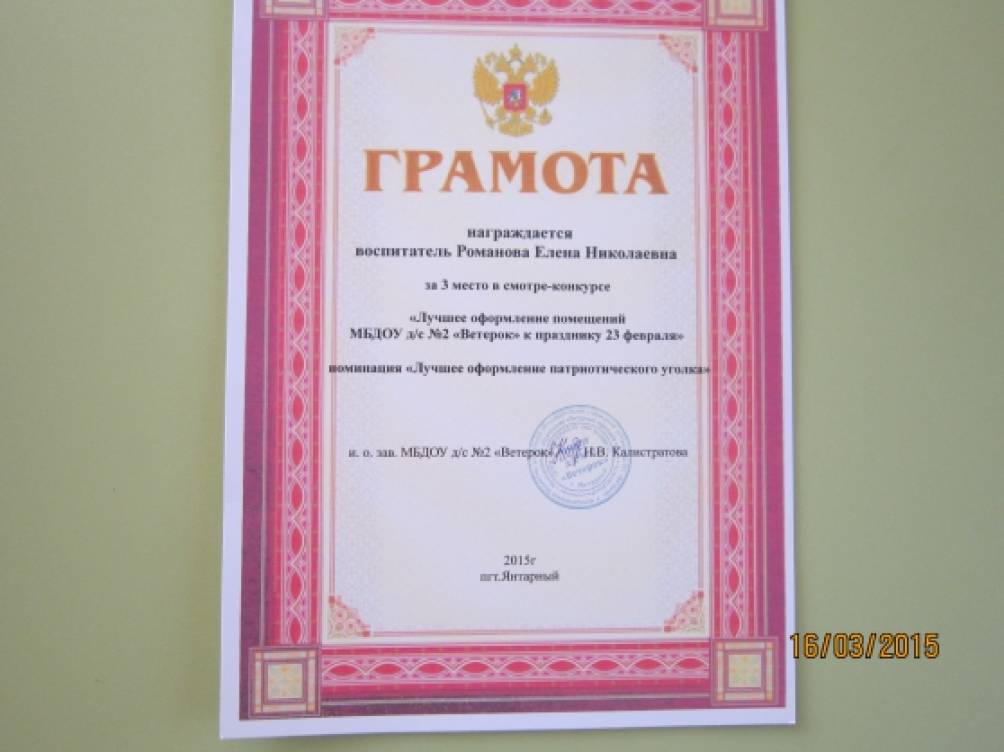 ГРАМОТА
награждается
воспитатель Романова Елена Николаевна
за 3 место в смотре-конкурсе
«Лучшее оформление помещений
МБДОУ д/с №2 «Ветерок» к празднику 23 февраля»
номинация «Лучшее оформление патриотического уголка»
и. о. зав. МБДОУ д/с №2 «Ветерок» Н.В. Калистратова
«Ветерок»
2015г
пгт.Янтарный
16/03/2015